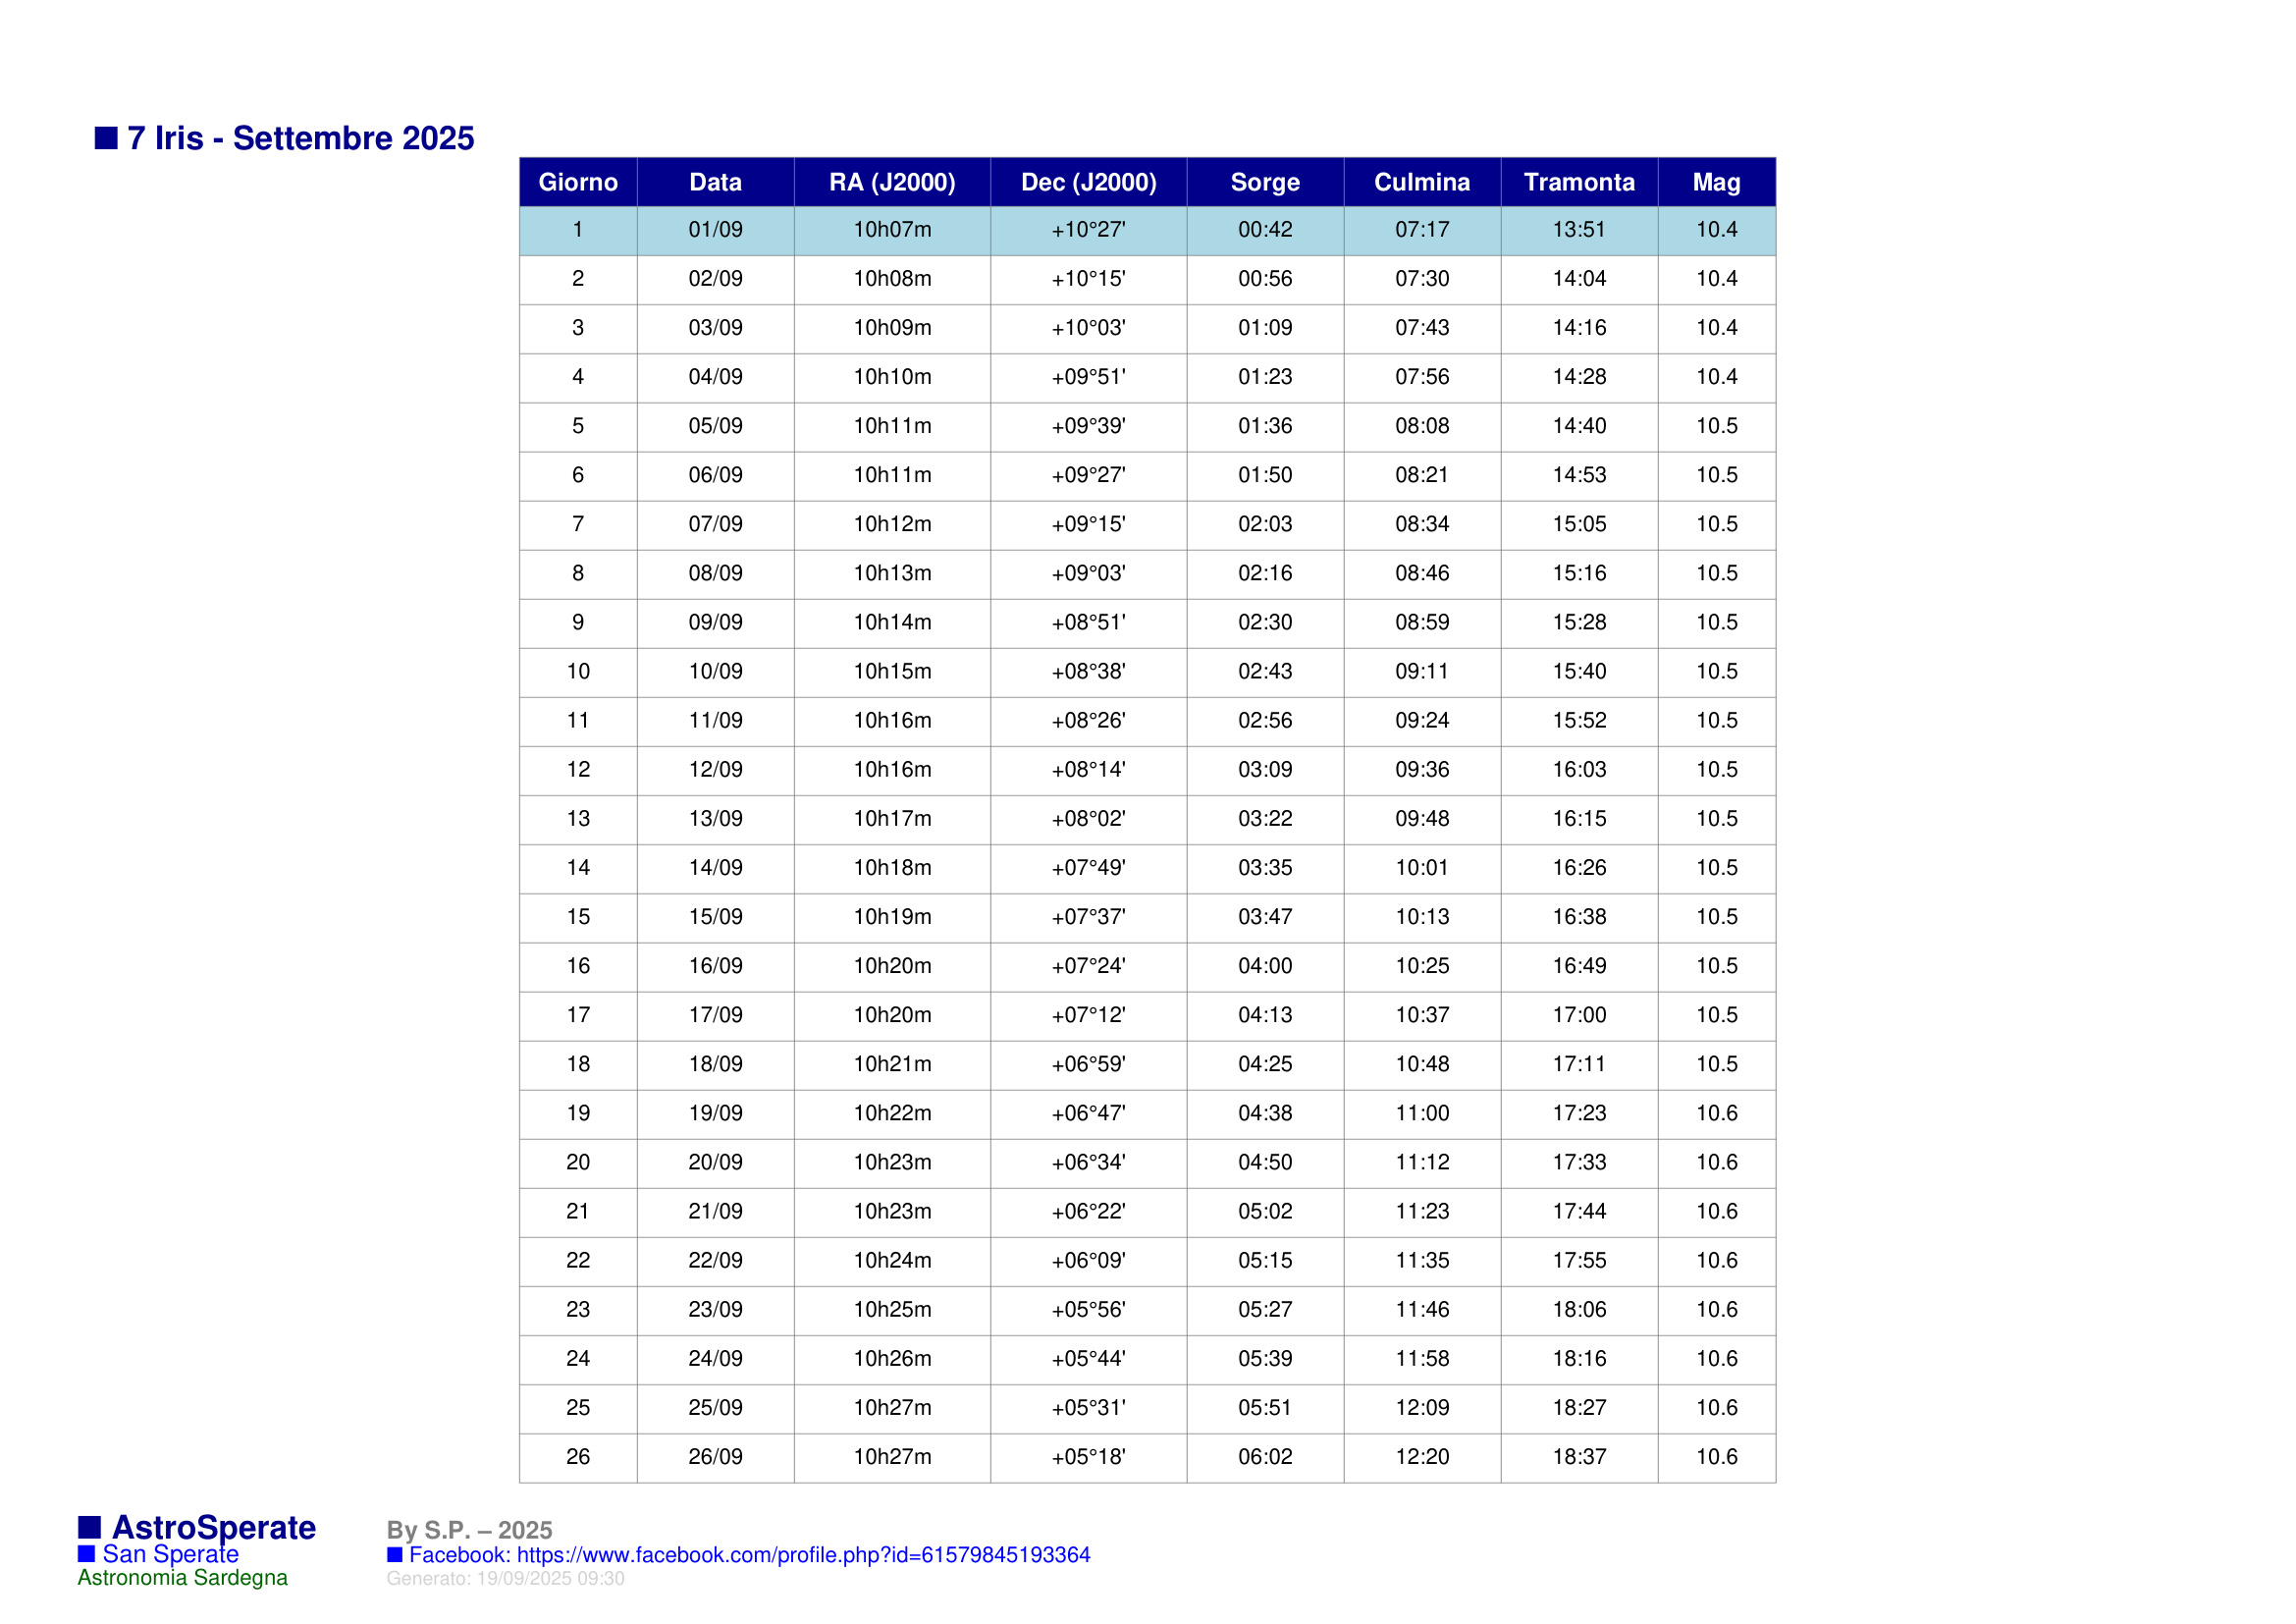 ■ 7 Iris - Settembre 2025
Giorno Data RA (J2000) Dec (J2000) Sorge Culmina Tramonta Mag
1 01/09 10h07m +10°27' 00:42 07:17 13:51 10.4
2 02/09 10h08m +10°15' 00:56 07:30 14:04 10.4
3 03/09 10h09m +10°03' 01:09 07:43 14:16 10.4
4 04/09 10h10m +09°51' 01:23 07:56 14:28 10.4
5 05/09 10h11m +09°39' 01:36 08:08 14:40 10.5
6 06/09 10h11m +09°27' 01:50 08:21 14:53 10.5
7 07/09 10h12m +09°15' 02:03 08:34 15:05 10.5
8 08/09 10h13m +09°03' 02:16 08:46 15:16 10.5
9 09/09 10h14m +08°51' 02:30 08:59 15:28 10.5
10 10/09 10h15m +08°38' 02:43 09:11 15:40 10.5
11 11/09 10h16m +08°26' 02:56 09:24 15:52 10.5
12 12/09 10h16m +08°14' 03:09 09:36 16:03 10.5
13 13/09 10h17m +08°02' 03:22 09:48 16:15 10.5
14 14/09 10h18m +07°49' 03:35 10:01 16:26 10.5
15 15/09 10h19m +07°37' 03:47 10:13 16:38 10.5
16 16/09 10h20m +07°24' 04:00 10:25 16:49 10.5
17 17/09 10h20m +07°12' 04:13 10:37 17:00 10.5
18 18/09 10h21m +06°59' 04:25 10:48 17:11 10.5
19 19/09 10h22m +06°47' 04:38 11:00 17:23 10.6
20 20/09 10h23m +06°34' 04:50 11:12 17:33 10.6
21 21/09 10h23m +06°22' 05:02 11:23 17:44 10.6
22 22/09 10h24m +06°09' 05:15 11:35 17:55 10.6
23 23/09 10h25m +05°56' 05:27 11:46 18:06 10.6
24 24/09 10h26m +05°44' 05:39 11:58 18:16 10.6
25 25/09 10h27m +05°31' 05:51 12:09 18:27 10.6
26 26/09 10h27m +05°18' 06:02 12:20 18:37 10.6
■ AstroSperate
■ San Sperate
Astronomia Sardegna
By S.P. – 2025
■ Facebook: https://www.facebook.com/profile.php?id=61579845193364
Generato: 19/09/2025 09:30